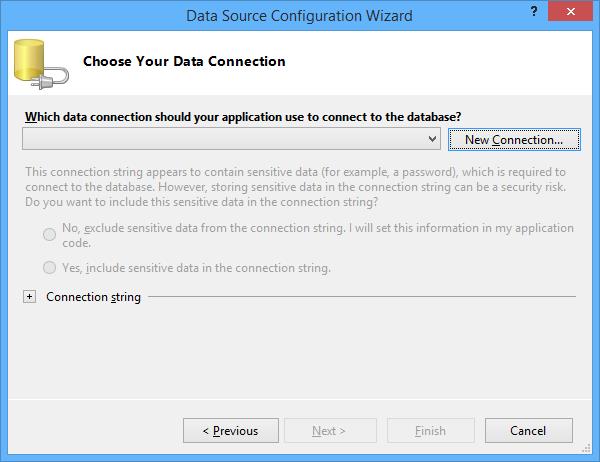 Data Source Configuration Wizard
?
Choose Your Data Connection
Which data connection should your application use to connect to the database?
New Connection...
This connection string appears to contain sensitive data (for example, a password), which is required to
connect to the database. However, storing sensitive data in the connection string can be a security risk.
Do you want to include this sensitive data in the connection string?
No, exclude sensitive data from the connection string. I will set this information in my application
code.
Yes, include sensitive data in the connection string.
Connection string
< Previous
Next >
Finish
Cancel